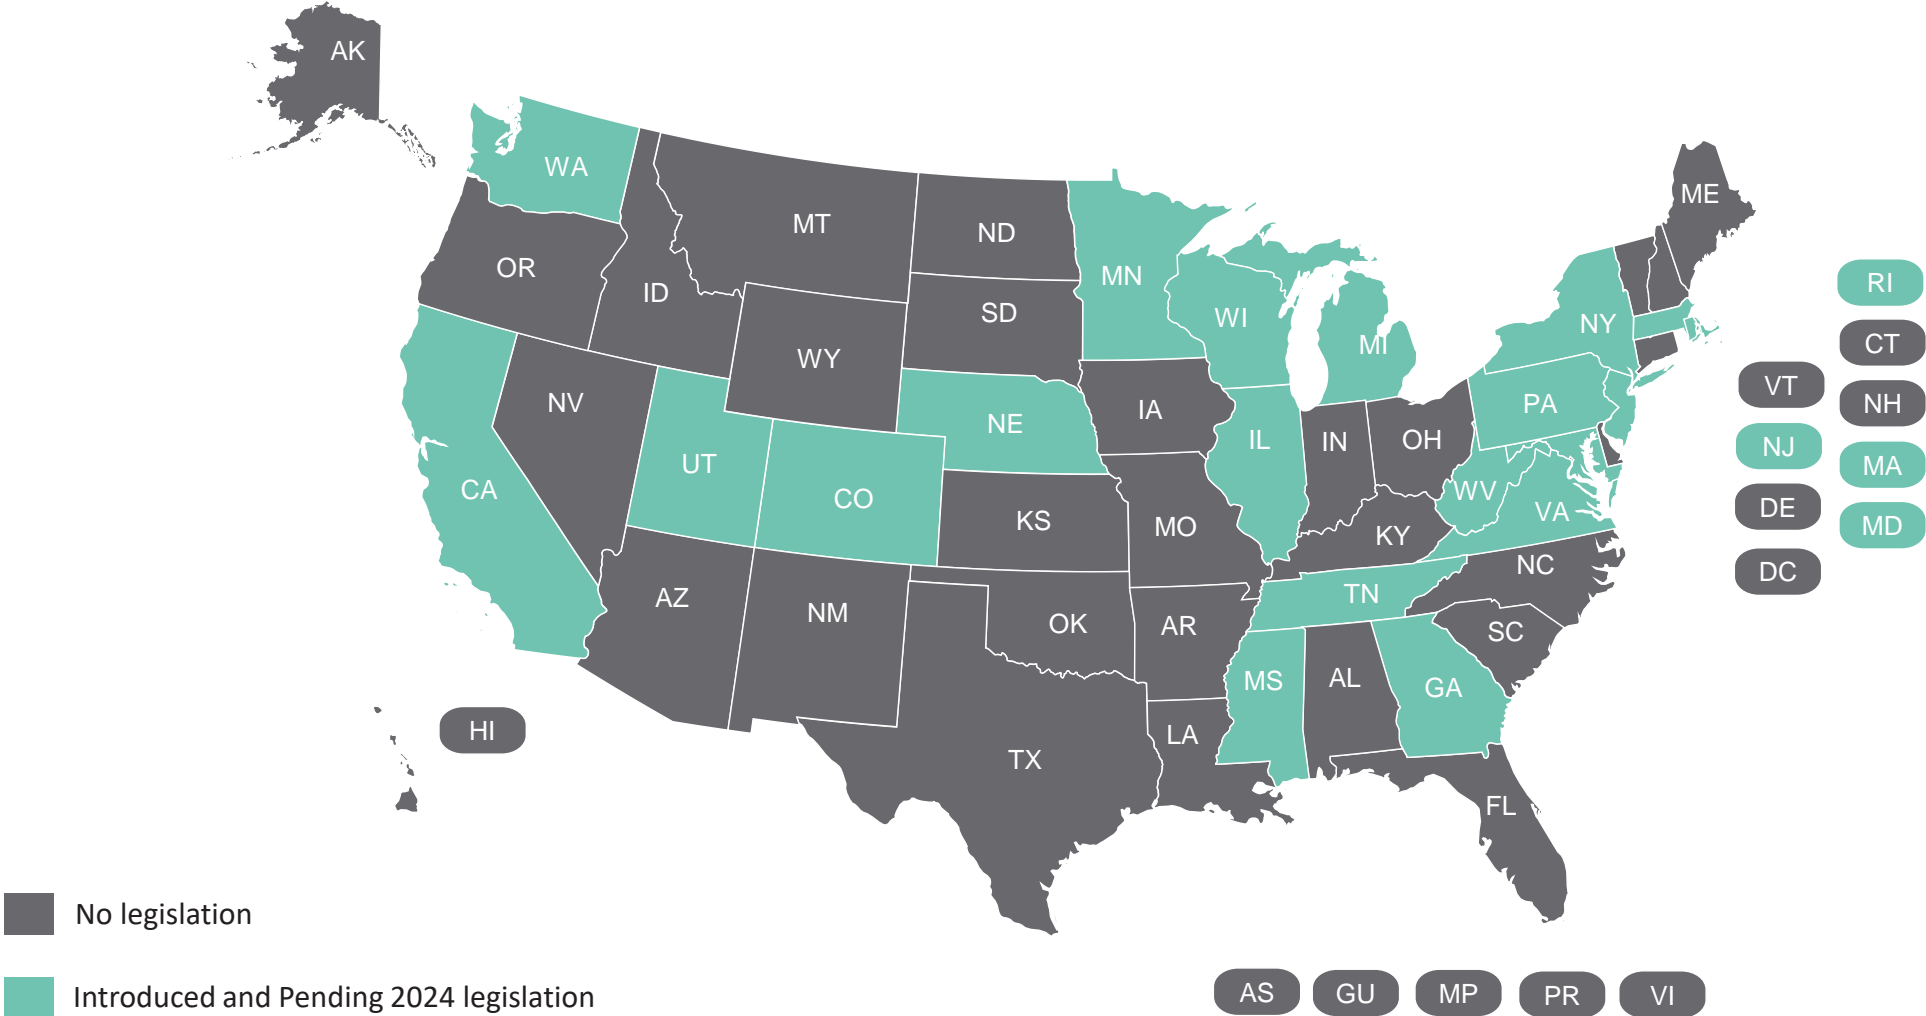 AK
WA
ME
MT
ND
OR
MN
RI
ID
SD
WI
NY
MI
CT
WY
VT
NV
IA
PA
NH
NE
IL
IN
OH
NJ
UT
MA
CA
CO
WV
DE
KS
MO
VA
MD
KY
NC
DC
AZ
TN
NM
OK
AR
SC
MS
AL
GA
HI
LA
TX
FL
No legislation
Introduced and Pending 2024 legislation
AS
GU
MP
PR
VI